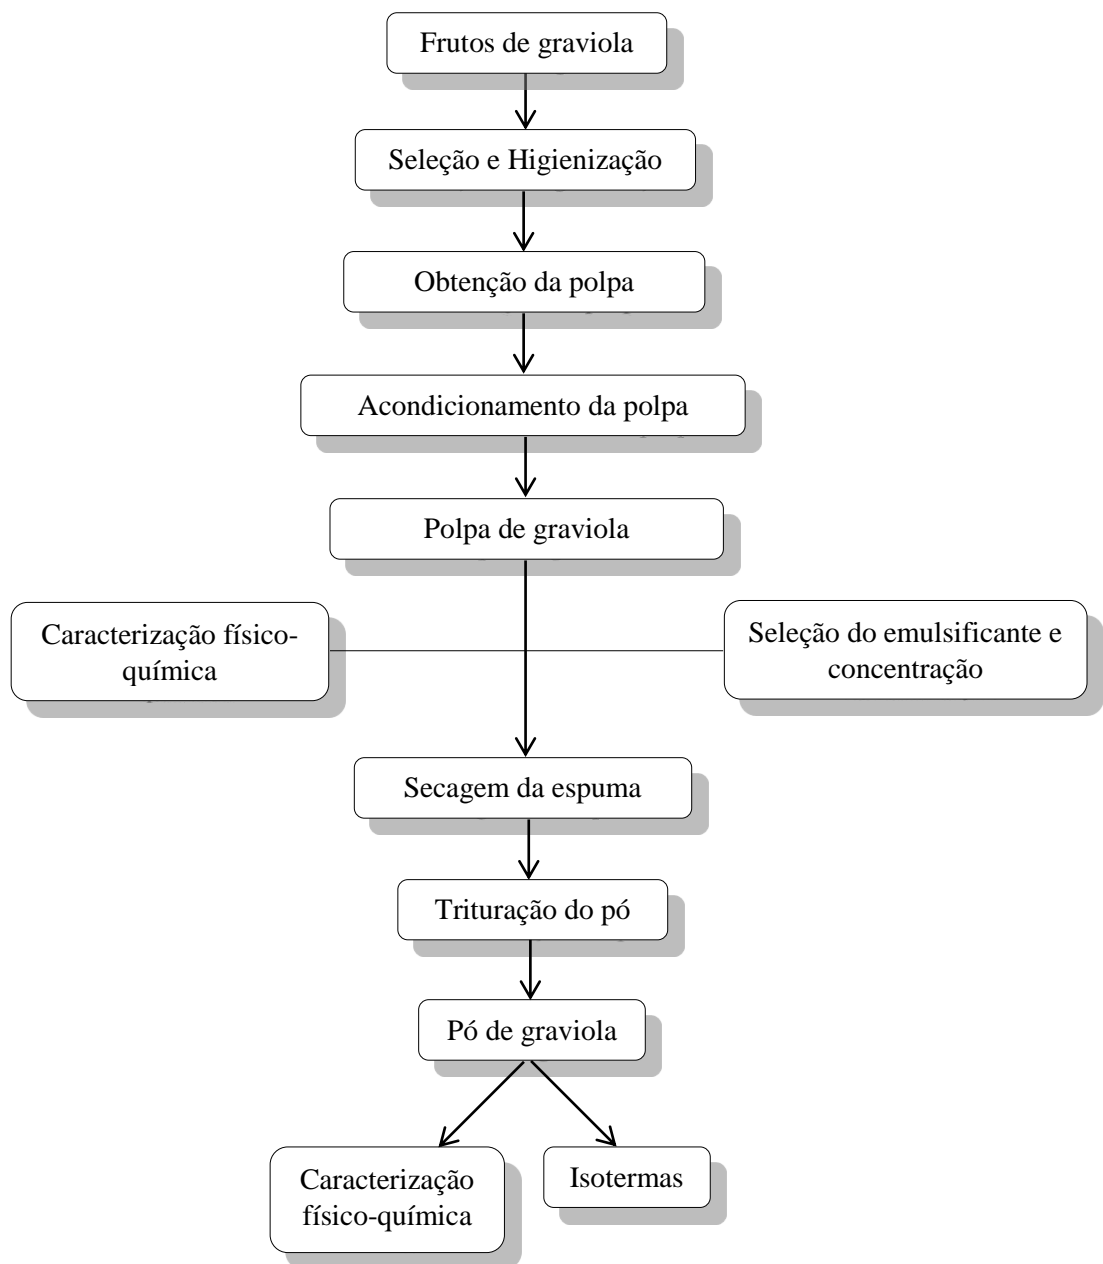 Frutos de graviola
Seleção e Higienização
Obtenção da polpa
Acondicionamento da polpa
Polpa de graviola
Caracterização físico-
química
Seleção do emulsificante e
concentração
Secagem da espuma
Trituração do pó
Pó de graviola
Caracterização
físico-química
Isotermas